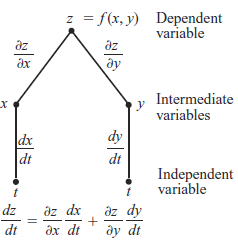 z = f(x, y) Dependent
variable
∂z/∂x ∂z/∂y
x y Intermediate
variables
dx/dt dy/dt
Independent
t t variable
dz/dt = ∂z/∂x dx/dt + ∂z/∂y dy/dt